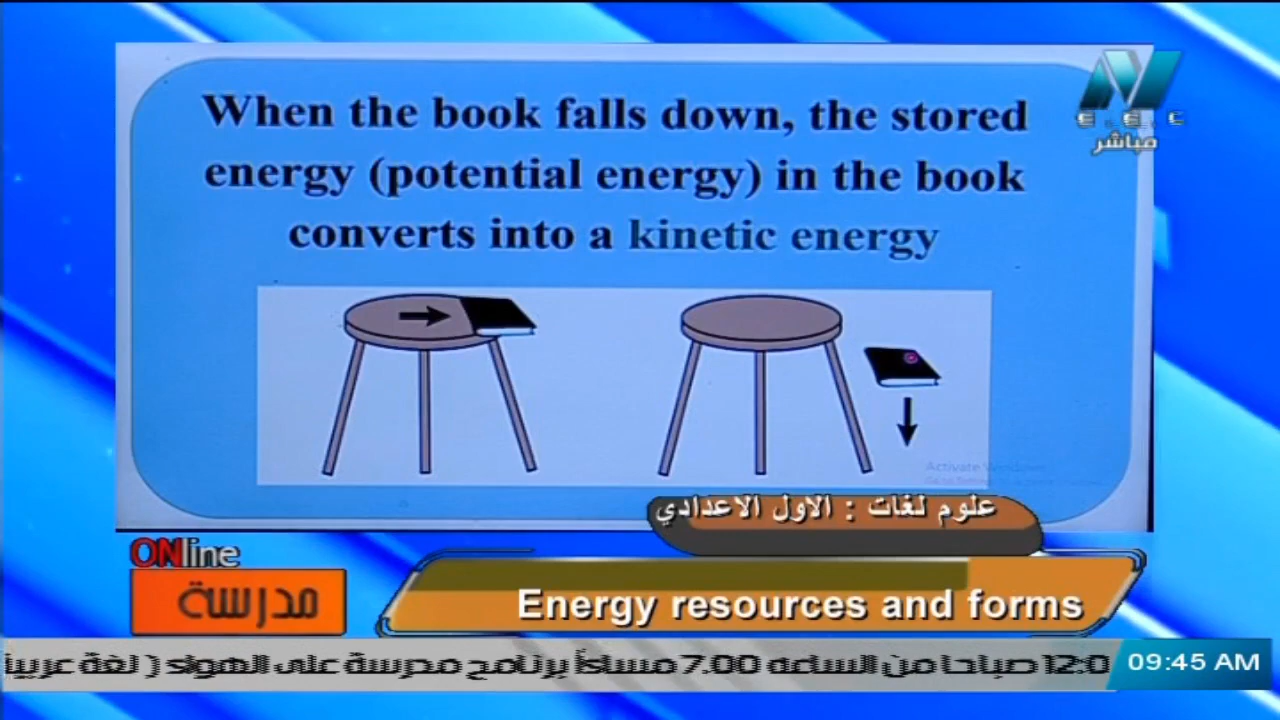 When the book falls down, the stored
energy (potential energy) in the book
converts into a kinetic energy
E.E.C
مباشر
Activate Windows
علوم لغات : الاول الاعدادي
ONline
مدرسة
Energy resources and forms
12:0 صباحا من الساعه 7.00 مساءاً برنامج مدرسة على الهواء ( لغة عربية
09:45 AM